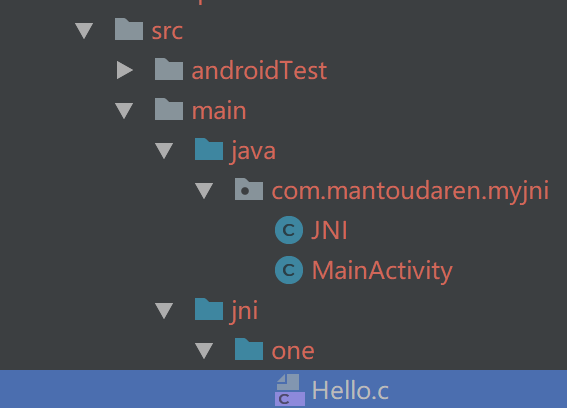 src
androidTest
main
java
com.mantoudaren.myjni
JNI
MainActivity
jni
one
Hello.c